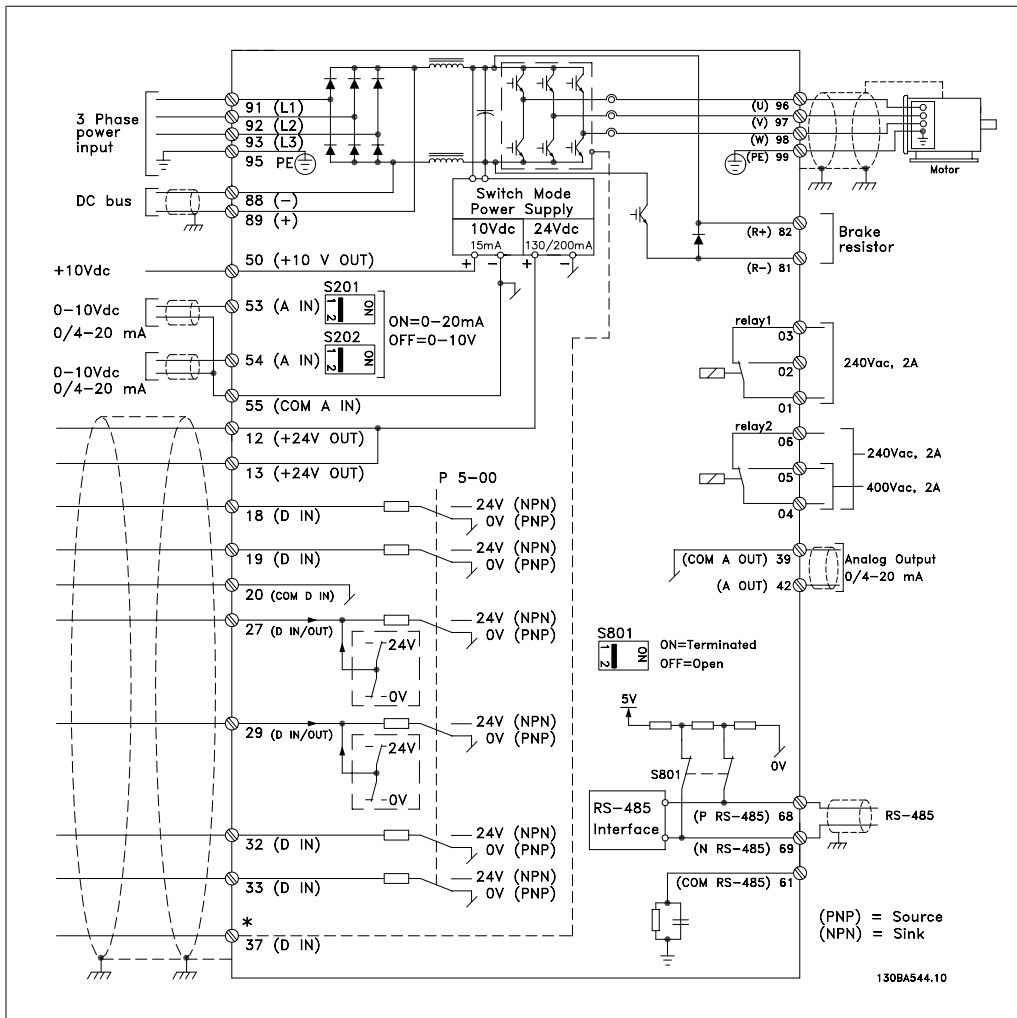 3 Phase
power
input
91 (L1)
92 (L2)
93 (L3)
95 PE
DC bus
88 (-)
89 (+)
+10Vdc
50 (+10 V OUT)
0-10Vdc
0/4-20 mA
53 (A IN)
S201
1 2
ON
ON=0-20mA
OFF=0-10V
S202
1 2
ON
0-10Vdc
0/4-20 mA
54 (A IN)
55 (COM A IN)
12 (+24V OUT)
13 (+24V OUT)
P 5-00
18 (D IN)
24V (NPN)
0V (PNP)
19 (D IN)
24V (NPN)
0V (PNP)
20 (COM D IN)
27 (D IN/OUT)
24V (NPN)
0V (PNP)
24V
0V
29 (D IN/OUT)
24V (NPN)
0V (PNP)
24V
0V
32 (D IN)
24V (NPN)
0V (PNP)
33 (D IN)
24V (NPN)
0V (PNP)
*
37 (D IN)
Switch Mode
Power Supply
10Vdc
15mA
24Vdc
130/200mA
+ - + -
(U) 96
(V) 97
(W) 98
(PE) 99
Motor
(R+) 82
Brake
resistor
(R-) 81
relay1
03
02
01
240Vac, 2A
relay2
06
05
04
240Vac, 2A
400Vac, 2A
(COM A OUT) 39
(A OUT) 42
Analog Output
0/4-20 mA
S801
1 2
ON
ON=Terminated
OFF=Open
5V
0V
S801
RS-485
Interface
(P RS-485) 68
(N RS-485) 69
RS-485
(COM RS-485) 61
(PNP) = Source
(NPN) = Sink
130BA544.10